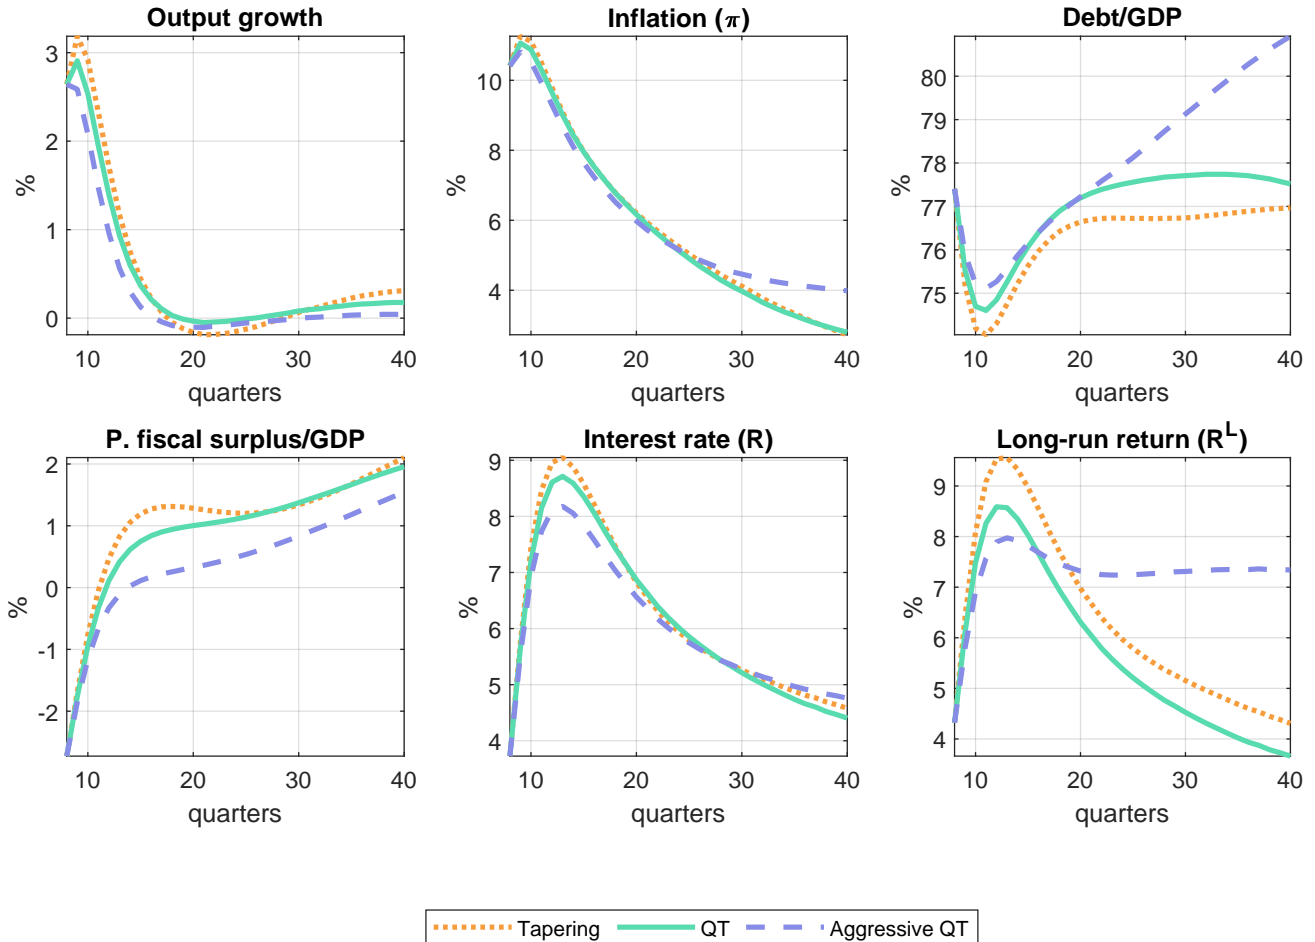 Output growth
3
2
1
0
%
10 20 30 40
quarters
Inflation (π)
10
8
6
4
%
10 20 30 40
quarters
Debt/GDP
80
79
78
77
76
75
%
10 20 30 40
quarters
P. fiscal surplus/GDP
2
1
0
-1
-2
%
10 20 30 40
quarters
Interest rate (R)
9
8
7
6
5
4
%
10 20 30 40
quarters
Long-run return (R^L)
9
8
7
6
5
4
%
10 20 30 40
quarters
Tapering QT Aggressive QT